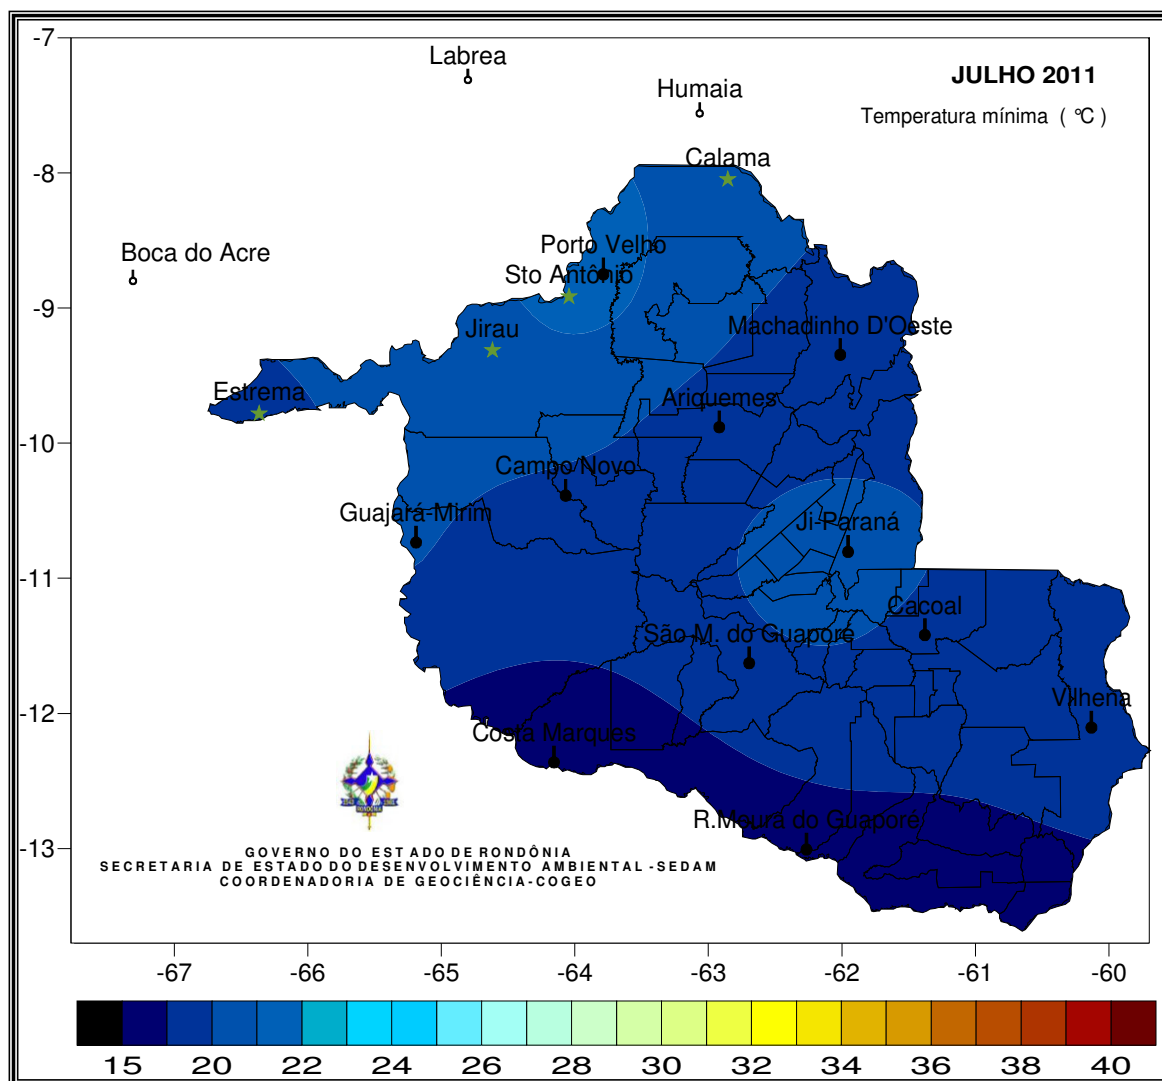 -7
Labrea
JULHO 2011
Humaia
Temperatura mínima ( °C )
Calama
-8
Boca do Acre
Porto Velho
Sto Antônio
-9
Jirau
Machadinho D'Oeste
Estrema
Ariquemes
-10
Campo Novo
Guajará-Mirim
Ji-Paraná
-11
Cacoal
São M. do Guaporé
Vilhena
-12
Costa Marques
R.Moura do Guaporé
-13
GOVERNO DO ESTADO DE RONDÔNIA
SECRETARIA DE ESTADO DO DESENVOLVIMENTO AMBIENTAL -SEDAM
COORDENADORIA DE GEOCIÊNCIA-COGEO
-67 -66 -65 -64 -63 -62 -61 -60
15 20 22 24 26 28 30 32 34 36 38 40